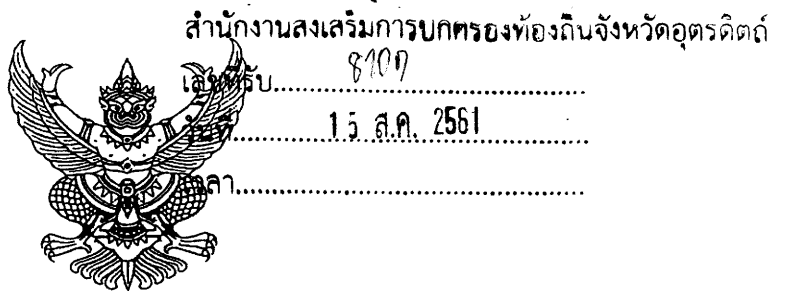 สำนักงานส่งเสริมการปกครองท้องถิ่นจังหวัดอุตรดิตถ์
เลขที่รับ
วันที่ 15 ส.ค. 2561
เวลา